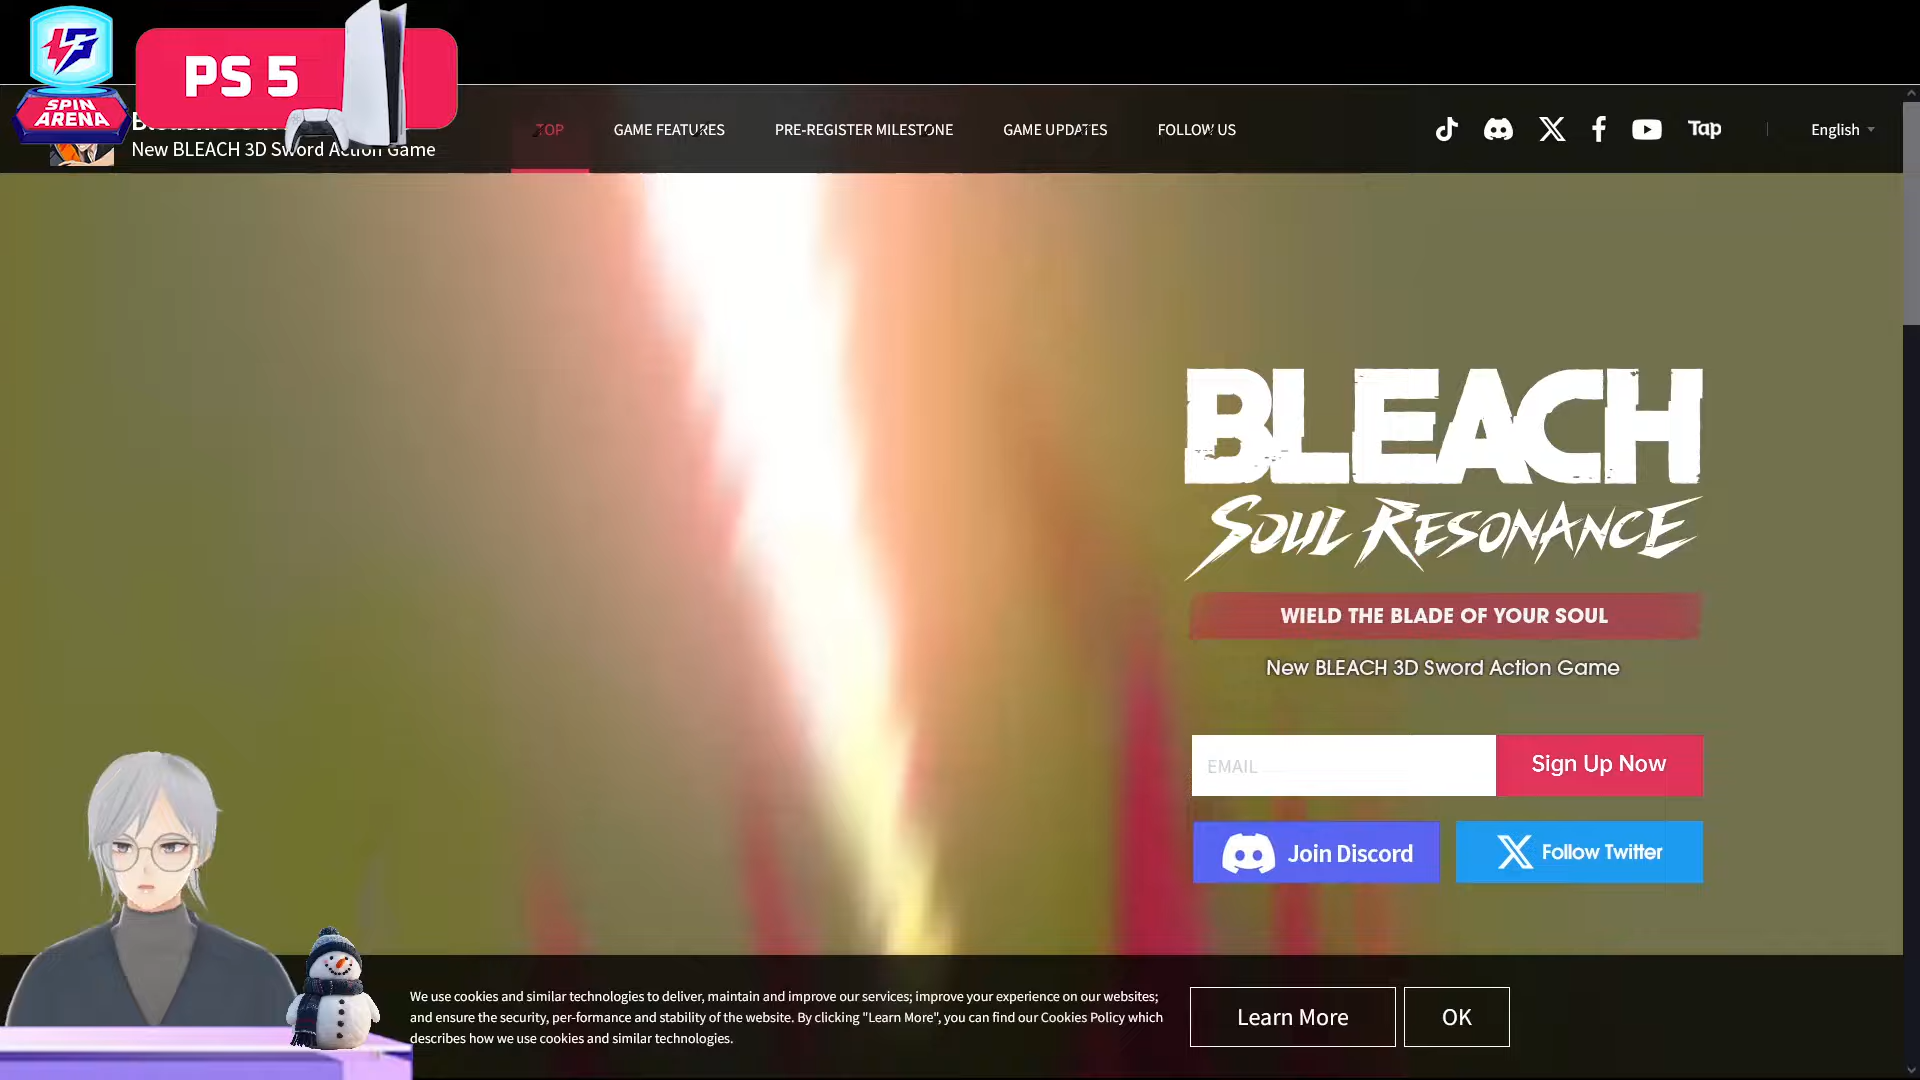 SPIN
ARENA
PS 5
New BLEACH 3D Sword Action Game
TOP
GAME FEATURES
PRE-REGISTER MILESTONE
GAME UPDATES
FOLLOW US
Tap
English
BLEACH
SOUL RESONANCE
WIELD THE BLADE OF YOUR SOUL
New BLEACH 3D Sword Action Game
EMAIL
Sign Up Now
Join Discord
Follow Twitter
We use cookies and similar technologies to deliver, maintain and improve our services; improve your experience on our websites;
and ensure the security, per-formance and stability of the website. By clicking "Learn More", you can find our Cookies Policy which
describes how we use cookies and similar technologies.
Learn More
OK